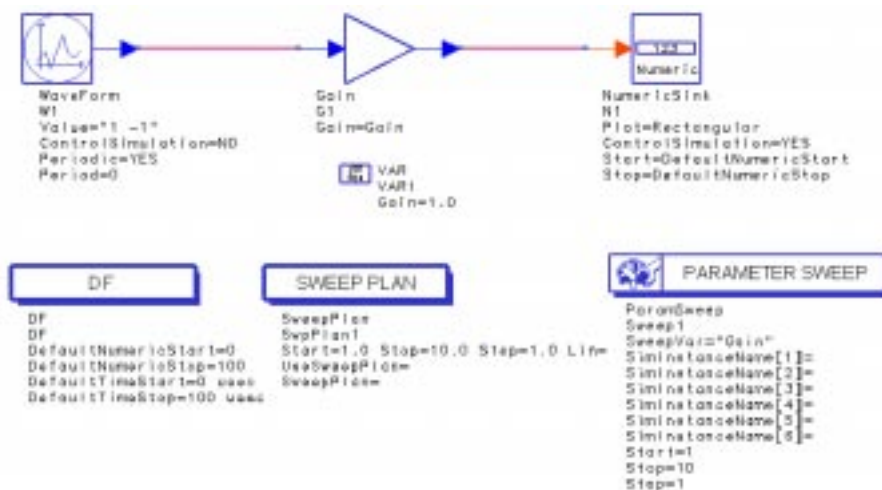 123
Numeric
WaveForm
W1
Value="1 -1"
ControlSimulation=NO
Periodic=YES
Period=0
Gain
G1
Gain=Gain
VAR
VAR1
Gain=1.0
NumericSink
N1
Plot=Rectangular
ControlSimulation=YES
Start=DefaultNumericStart
Stop=DefaultNumericStop
DF
DF
DF
DefaultNumericStart=0
DefaultNumericStop=100
DefaultTimeStart=0 usec
DefaultTimeStop=100 usec
SWEEP PLAN
SweepPlan
SwpPlan1
Start=1.0 Stop=10.0 Step=1.0 Lin=
UseSweepPlan=
SweepPlan=
PARAMETER SWEEP
ParamSweep
Sweep1
SweepVar="Gain"
SimInstanceName[1]=
SimInstanceName[2]=
SimInstanceName[3]=
SimInstanceName[4]=
SimInstanceName[5]=
SimInstanceName[6]=
Start=1
Stop=10
Step=1